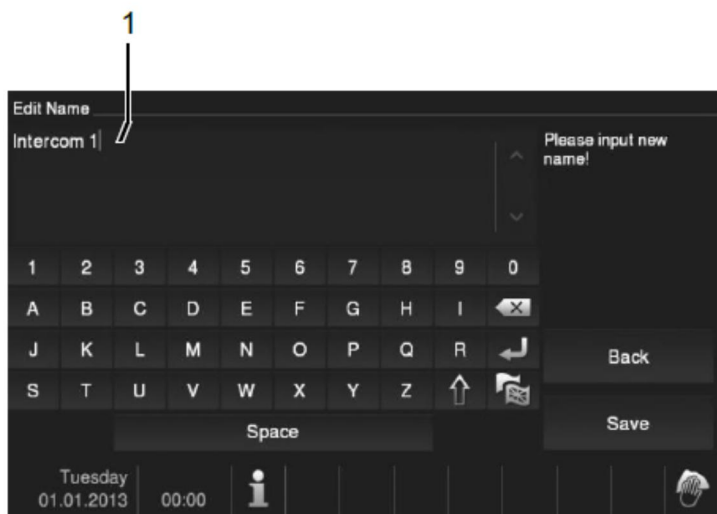 1
Edit Name
Intercom 1
Please input new
name!
1 2 3 4 5 6 7 8 9 0
A B C D E F G H I
J K L M N O P Q R
Back
S T U V W X Y Z
Space
Save
Tuesday
01.01.2013 00:00